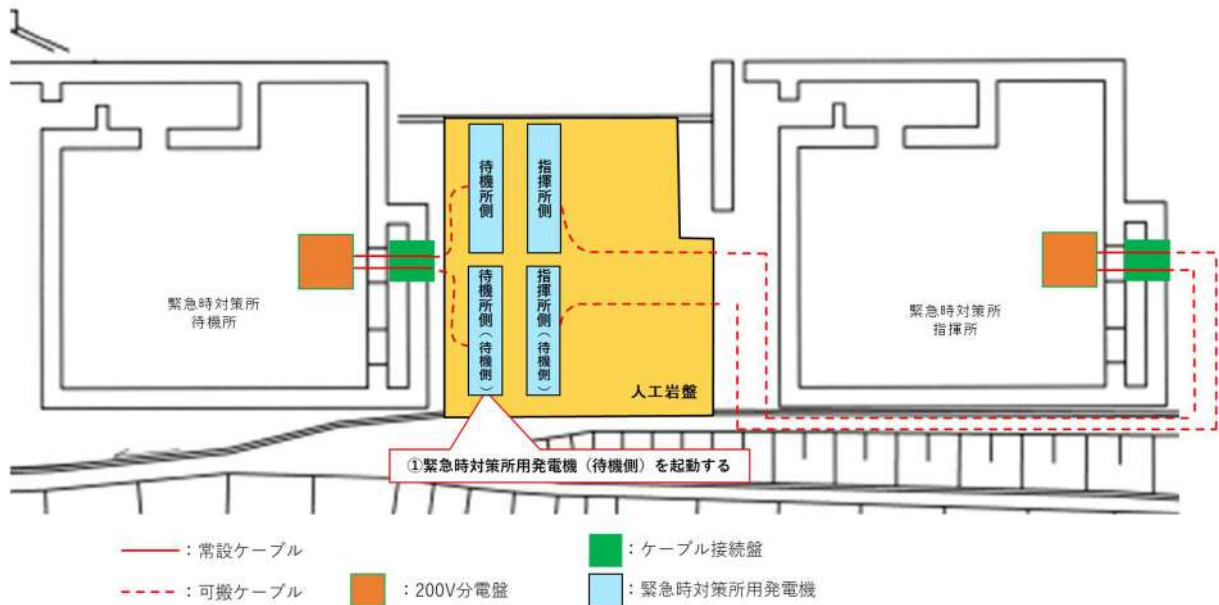 待機所側
指揮所側
待機所側（待機側）
指揮所側（待機側）
緊急時対策所
待機所
緊急時対策所
指揮所
人工岩盤
①緊急時対策所用発電機（待機側）を起動する
：常設ケーブル
：ケーブル接続盤
：可搬ケーブル
：200V分電盤
：緊急時対策所用発電機